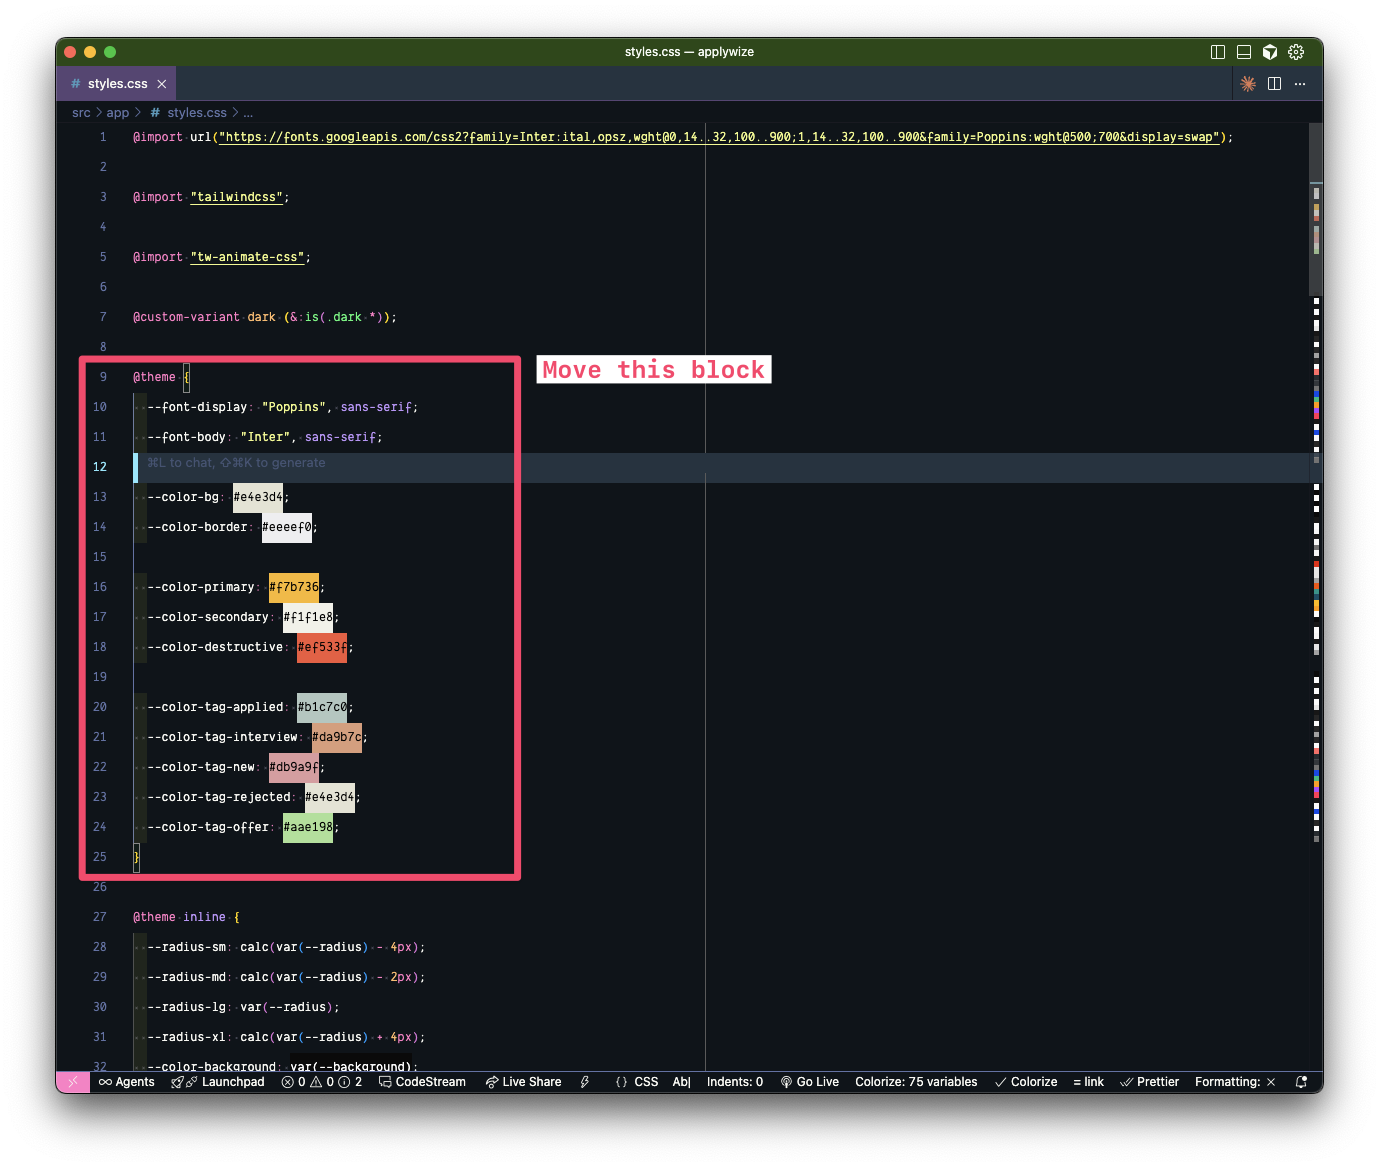 styles.css — applywize
# styles.css ×
src > app > # styles.css > ...
1 @import url("https://fonts.googleapis.com/css2?family=Inter:ital,opsz,wght@0,14..32,100..900;1,14..32,100..900&family=Poppins:wght@500;700&display=swap");
2
3 @import "tailwindcss";
4
5 @import "tw-animate-css";
6
7 @custom-variant dark (&:is(.dark *));
8
Move this block
9 @theme {
10 --font-display: "Poppins", sans-serif;
11 --font-body: "Inter", sans-serif;
12 ⌘L to chat, ⇧⌘K to generate
13 --color-bg: #e4e3d4;
14 --color-border: #eeeef0;
15
16 --color-primary: #f7b736;
17 --color-secondary: #f1f1e8;
18 --color-destructive: #ef533f;
19
20 --color-tag-applied: #b1c7c0;
21 --color-tag-interview: #da9b7c;
22 --color-tag-new: #db9a9f;
23 --color-tag-rejected: #e4e3d4;
24 --color-tag-offer: #aae198;
25 }
26
27 @theme inline {
28 --radius-sm: calc(var(--radius) - 4px);
29 --radius-md: calc(var(--radius) - 2px);
30 --radius-lg: var(--radius);
31 --radius-xl: calc(var(--radius) + 4px);
32 --color-background: var(--background);
Agents Launchpad 0 0 2 CodeStream Live Share {} CSS Ab| Indents: 0 Go Live Colorize: 75 variables ✓ Colorize = link Prettier Formatting: ×